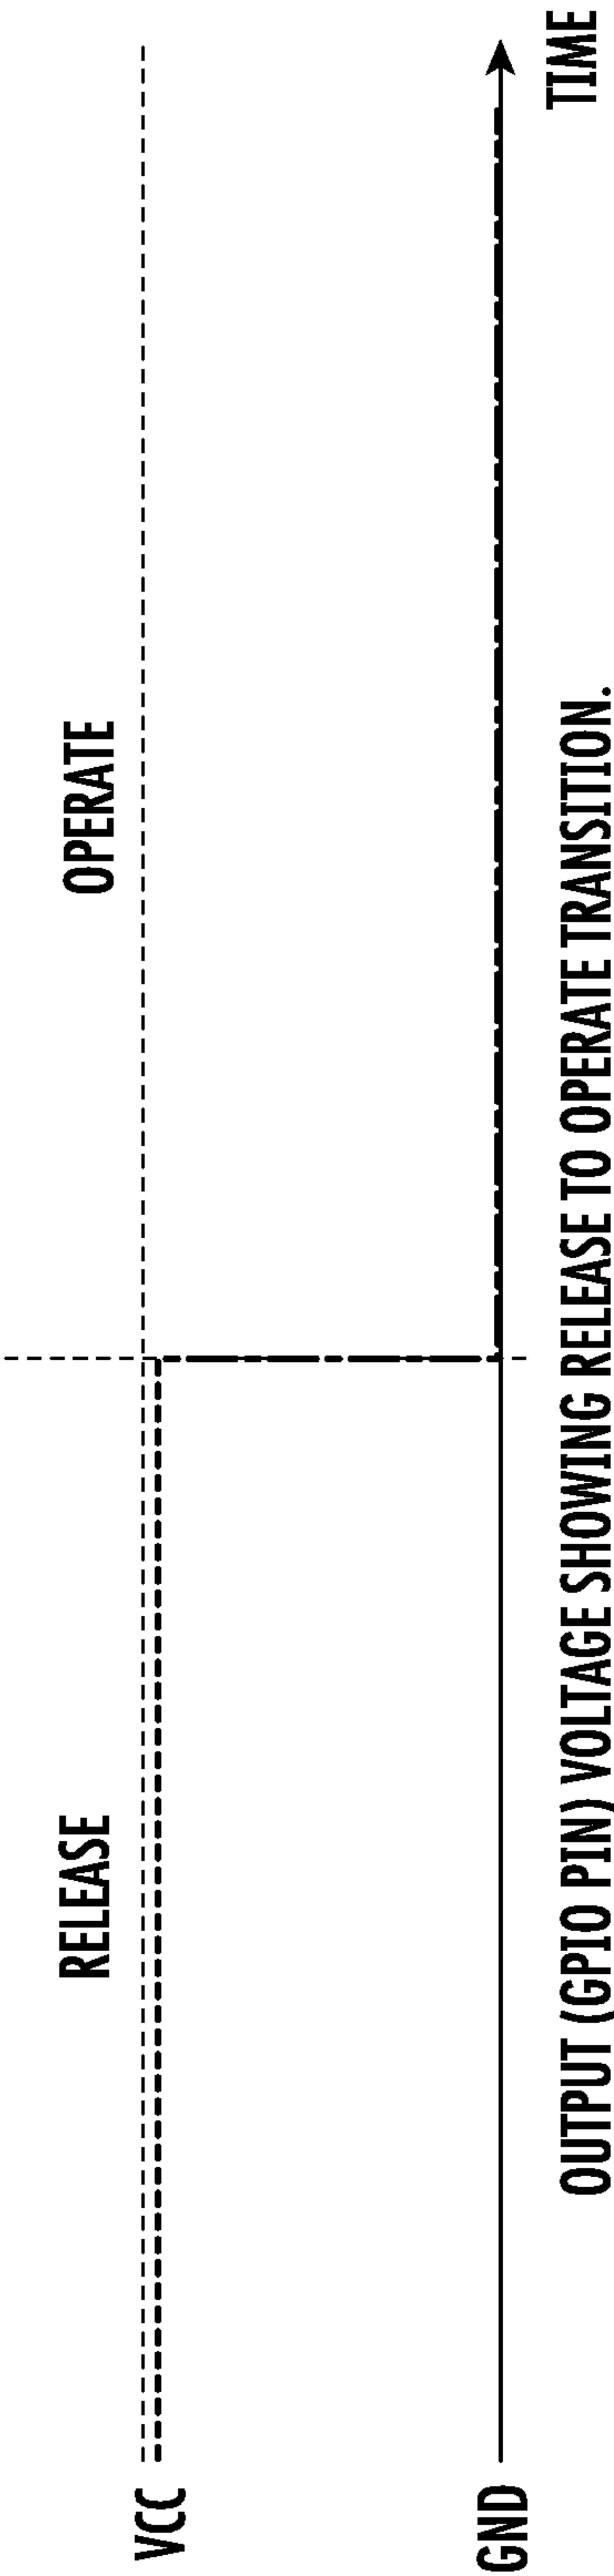 RELEASE
OPERATE
VCC
GND
TIME
OUTPUT (GPIO PIN) VOLTAGE SHOWING RELEASE TO OPERATE TRANSITION.